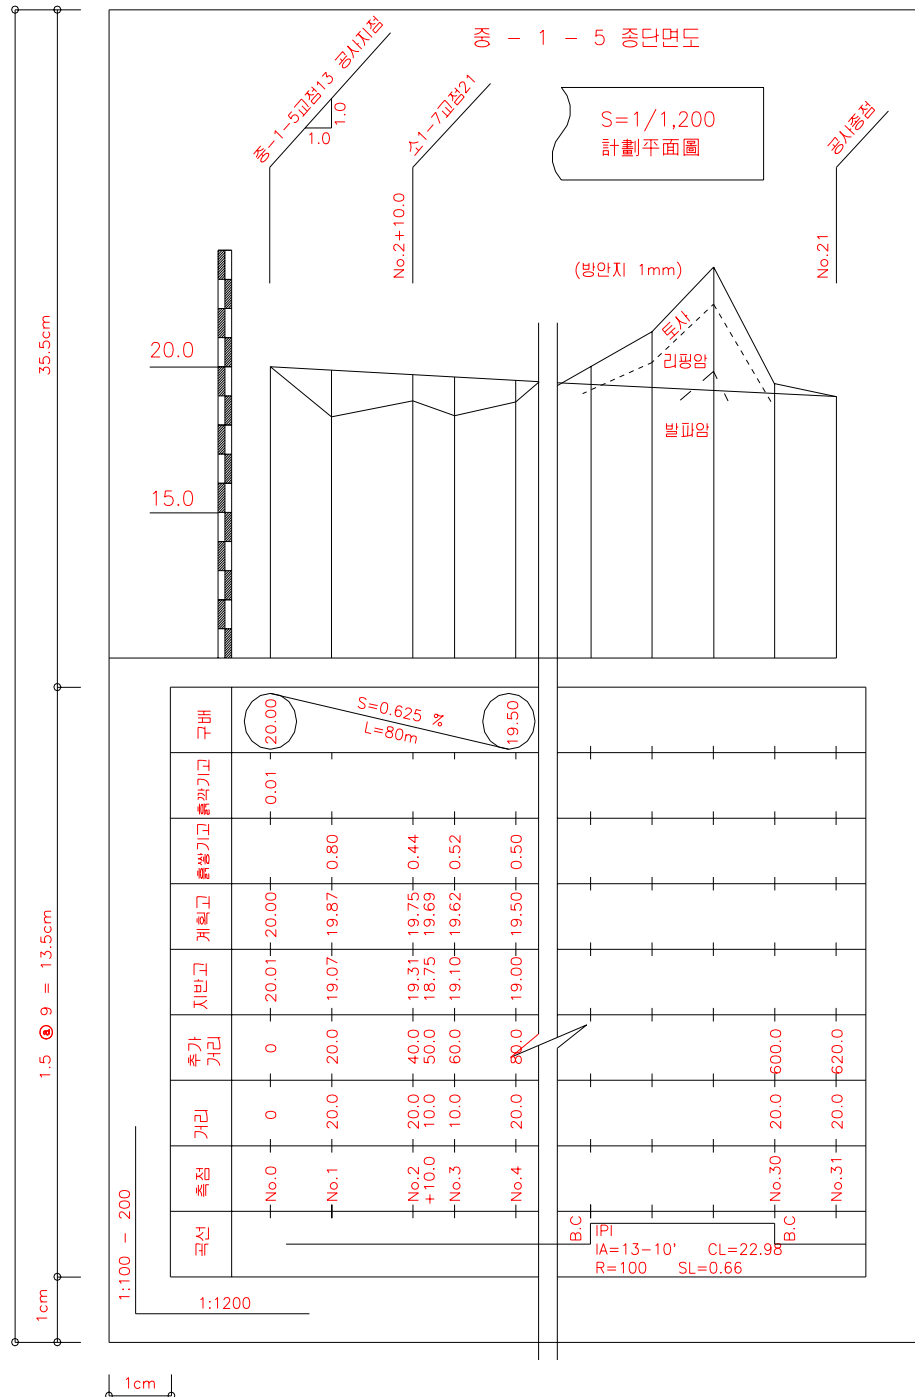 중 - 1 - 5 종단면도
중-1-5교점13 공사지점
1.0
1.0
소1-7교점21
No.2+10.0
S=1/1,200
計劃平面圖
공사종점
No.21
(방안지 1mm)
토사
리핑암
발파암
35.5cm
20.0
15.0
구배
20.00
S=0.625 %
L=80m
19.50
흙깍기고
0.01
흙쌓기고
0.80
0.44
0.52
0.50
계획고
20.00
19.87
19.75
19.69
19.62
19.50
지반고
20.01
19.07
19.31
18.75
19.10
19.00
추가
거리
0
20.0
40.0
50.0
60.0
80.0
600.0
620.0
거리
0
20.0
20.0
10.0
10.0
20.0
20.0
20.0
측점
No.0
No.1
No.2
+10.0
No.3
No.4
No.30
No.31
곡선
B.C
IPI
IA=13-10' CL=22.98
R=100 SL=0.66
B.C
1.5 @ 9 = 13.5cm
1cm
1:100 - 200
1:1200
1cm